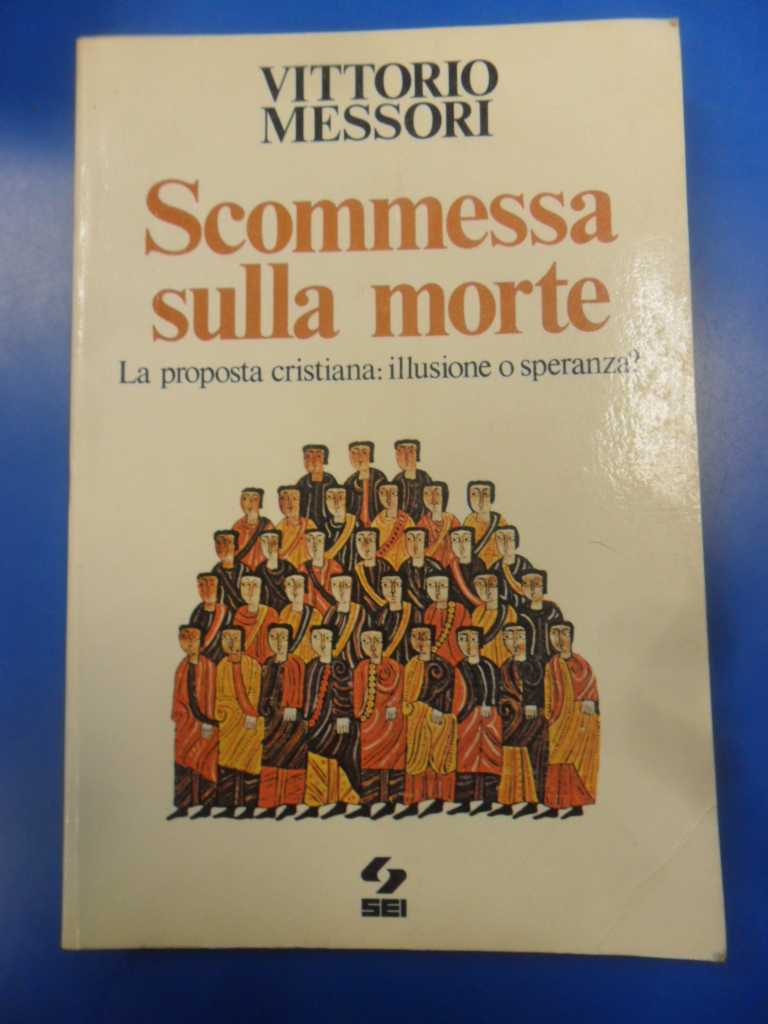 VITTORIO
MESSORI
Scommessa
sulla morte
La proposta cristiana: illusione o speranza?
SEI